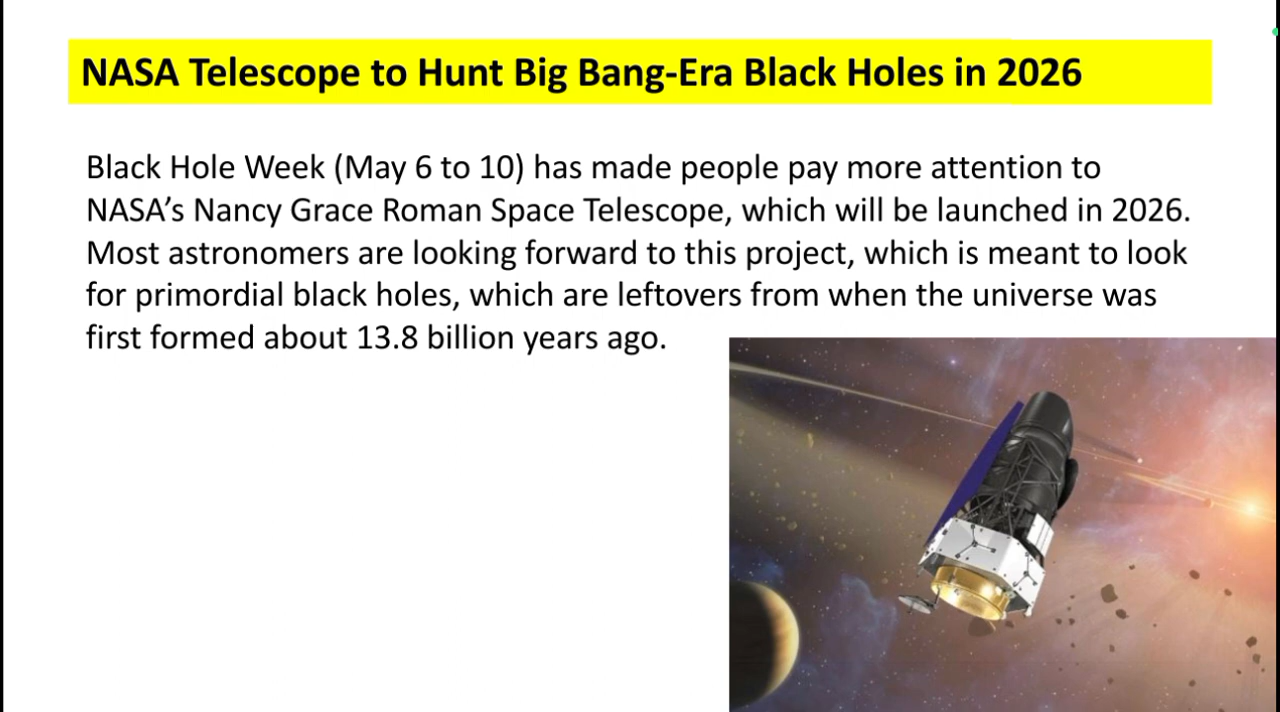 NASA Telescope to Hunt Big Bang-Era Black Holes in 2026
Black Hole Week (May 6 to 10) has made people pay more attention to
NASA’s Nancy Grace Roman Space Telescope, which will be launched in 2026.
Most astronomers are looking forward to this project, which is meant to look
for primordial black holes, which are leftovers from when the universe was
first formed about 13.8 billion years ago.